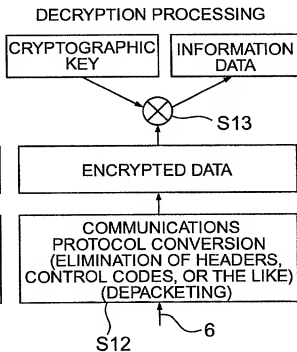 DECRYPTION PROCESSING
CRYPTOGRAPHIC
KEY
INFORMATION
DATA
S13
ENCRYPTED DATA
COMMUNICATIONS
PROTOCOL CONVERSION
(ELIMINATION OF HEADERS,
CONTROL CODES, OR THE LIKE)
(DEPACKETING)
6
S12